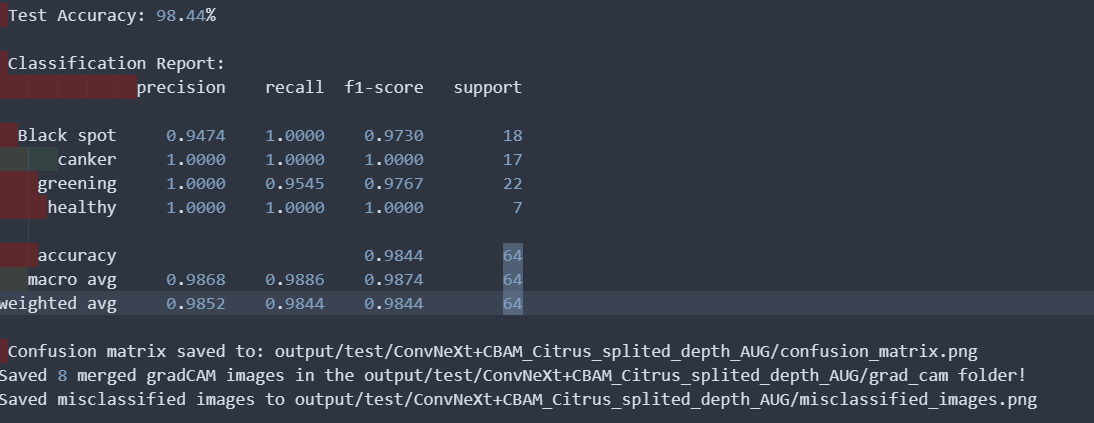 Test Accuracy: 98.44%
Classification Report:
precision recall f1-score support
Black spot 0.9474 1.0000 0.9730 18
canker 1.0000 1.0000 1.0000 17
greening 1.0000 0.9545 0.9767 22
healthy 1.0000 1.0000 1.0000 7
accuracy 0.9844 64
macro avg 0.9868 0.9886 0.9874 64
weighted avg 0.9852 0.9844 0.9844 64
Confusion matrix saved to: output/test/ConvNeXt+CBAM_Citrus_splited_depth_AUG/confusion_matrix.png
Saved 8 merged gradCAM images in the output/test/ConvNeXt+CBAM_Citrus_splited_depth_AUG/grad_cam folder!
Saved misclassified images to output/test/ConvNeXt+CBAM_Citrus_splited_depth_AUG/misclassified_images.png